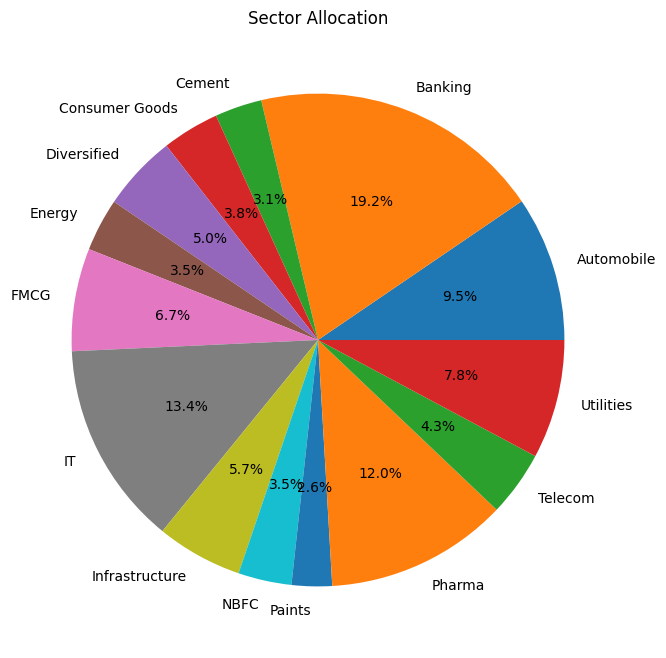 Sector Allocation
Automobile
9.5%
Banking
19.2%
Cement
3.1%
Consumer Goods
3.8%
Diversified
5.0%
Energy
3.5%
FMCG
6.7%
IT
13.4%
Infrastructure
5.7%
NBFC
3.5%
Paints
2.6%
Pharma
12.0%
Telecom
4.3%
Utilities
7.8%